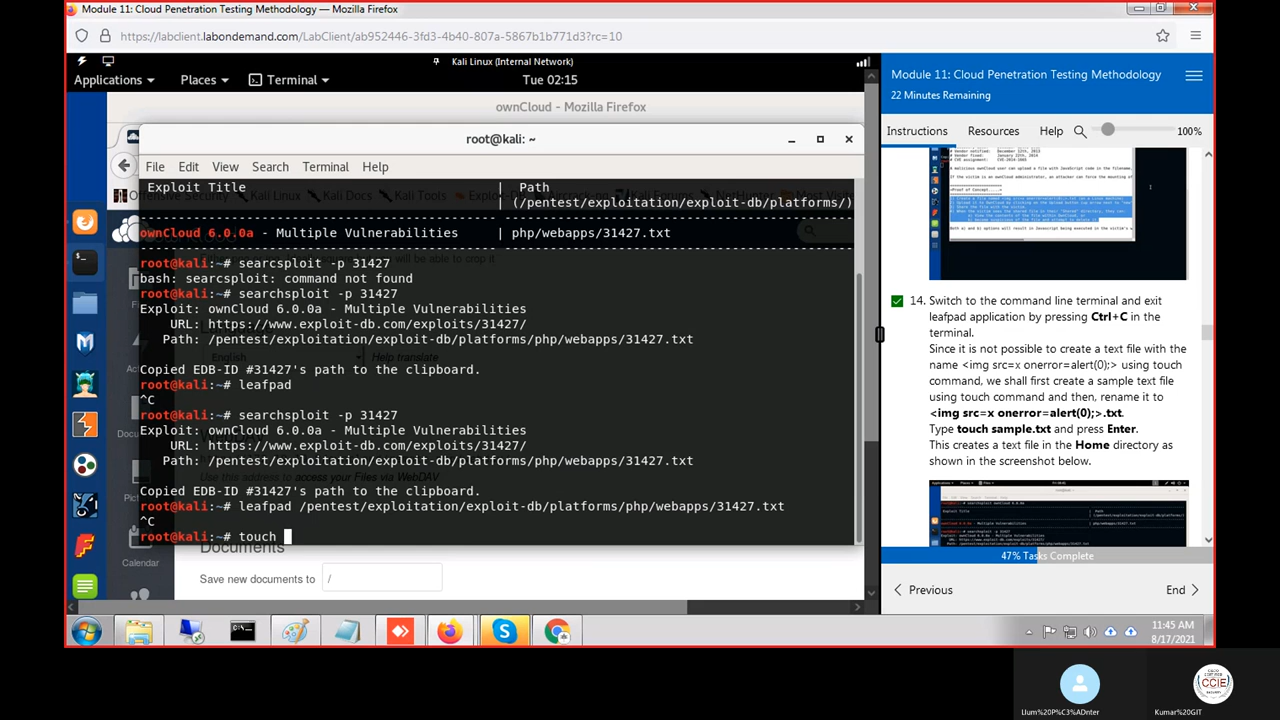 Module 11: Cloud Penetration Testing Methodology — Mozilla Firefox
https://labclient.labondemand.com/LabClient/ab952446-3fd3-4b40-807a-5867b1b771d3?rc=10
Kali Linux (Internal Network)
Applications Places Terminal Tue 02:15
ownCloud - Mozilla Firefox
root@kali: ~
File Edit View Search Terminal Help
Exploit Title | Path
| (/pentest/exploitation/exploit-db/platforms/)
ownCloud 6.0.0a - Multiple Vulnerabilities | php/webapps/31427.txt
root@kali:~# searcsploit -p 31427
bash: searcsploit: command not found
root@kali:~# searchsploit -p 31427
Exploit: ownCloud 6.0.0a - Multiple Vulnerabilities
URL: https://www.exploit-db.com/exploits/31427/
Path: /pentest/exploitation/exploit-db/platforms/php/webapps/31427.txt
Copied EDB-ID #31427's path to the clipboard.
root@kali:~# leafpad
^C
root@kali:~# searchsploit -p 31427
Exploit: ownCloud 6.0.0a - Multiple Vulnerabilities
URL: https://www.exploit-db.com/exploits/31427/
Path: /pentest/exploitation/exploit-db/platforms/php/webapps/31427.txt
Copied EDB-ID #31427's path to the clipboard.
root@kali:~# leafpad /pentest/exploitation/exploit-db/platforms/php/webapps/31427.txt
^C
root@kali:~# touch
Documents
Calendar
Save new documents to /
Module 11: Cloud Penetration Testing Methodology
22 Minutes Remaining
Instructions Resources Help 100%
14. Switch to the command line terminal and exit
leafpad application by pressing Ctrl+C in the
terminal.
Since it is not possible to create a text file with the
name <img src=x onerror=alert(0);> using touch
command, we shall first create a sample text file
using touch command and then, rename it to
<img src=x onerror=alert(0);>.txt.
Type touch sample.txt and press Enter.
This creates a text file in the Home directory as
shown in the screenshot below.
47% Tasks Complete
Previous End
11:45 AM
8/17/2021
Llum%20P%C3%ADnter
Kumar%20GIT